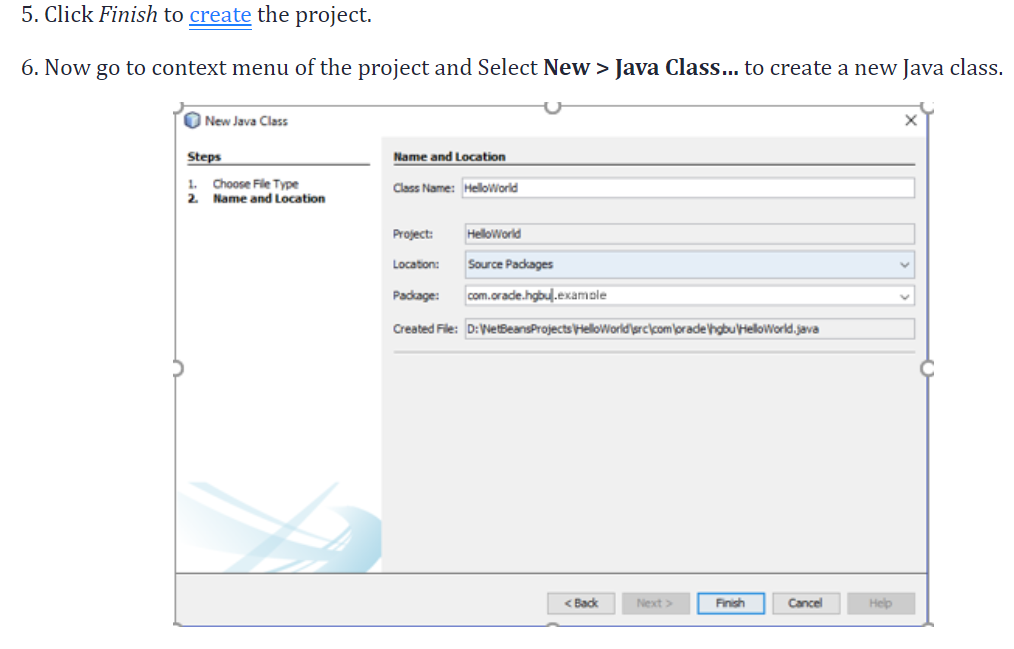 5. Click Finish to create the project.
6. Now go to context menu of the project and Select New > Java Class... to create a new Java class.
New Java Class
Steps
1. Choose File Type
2. Name and Location
Name and Location
Class Name: HelloWorld
Project: HelloWorld
Location: Source Packages
Package: com.oracle.hgbu.example
Created File: D:\NetBeansProjects\HelloWorld\src\com\oracle\hgbu\HelloWorld.java
< Back Next > Finish Cancel Help